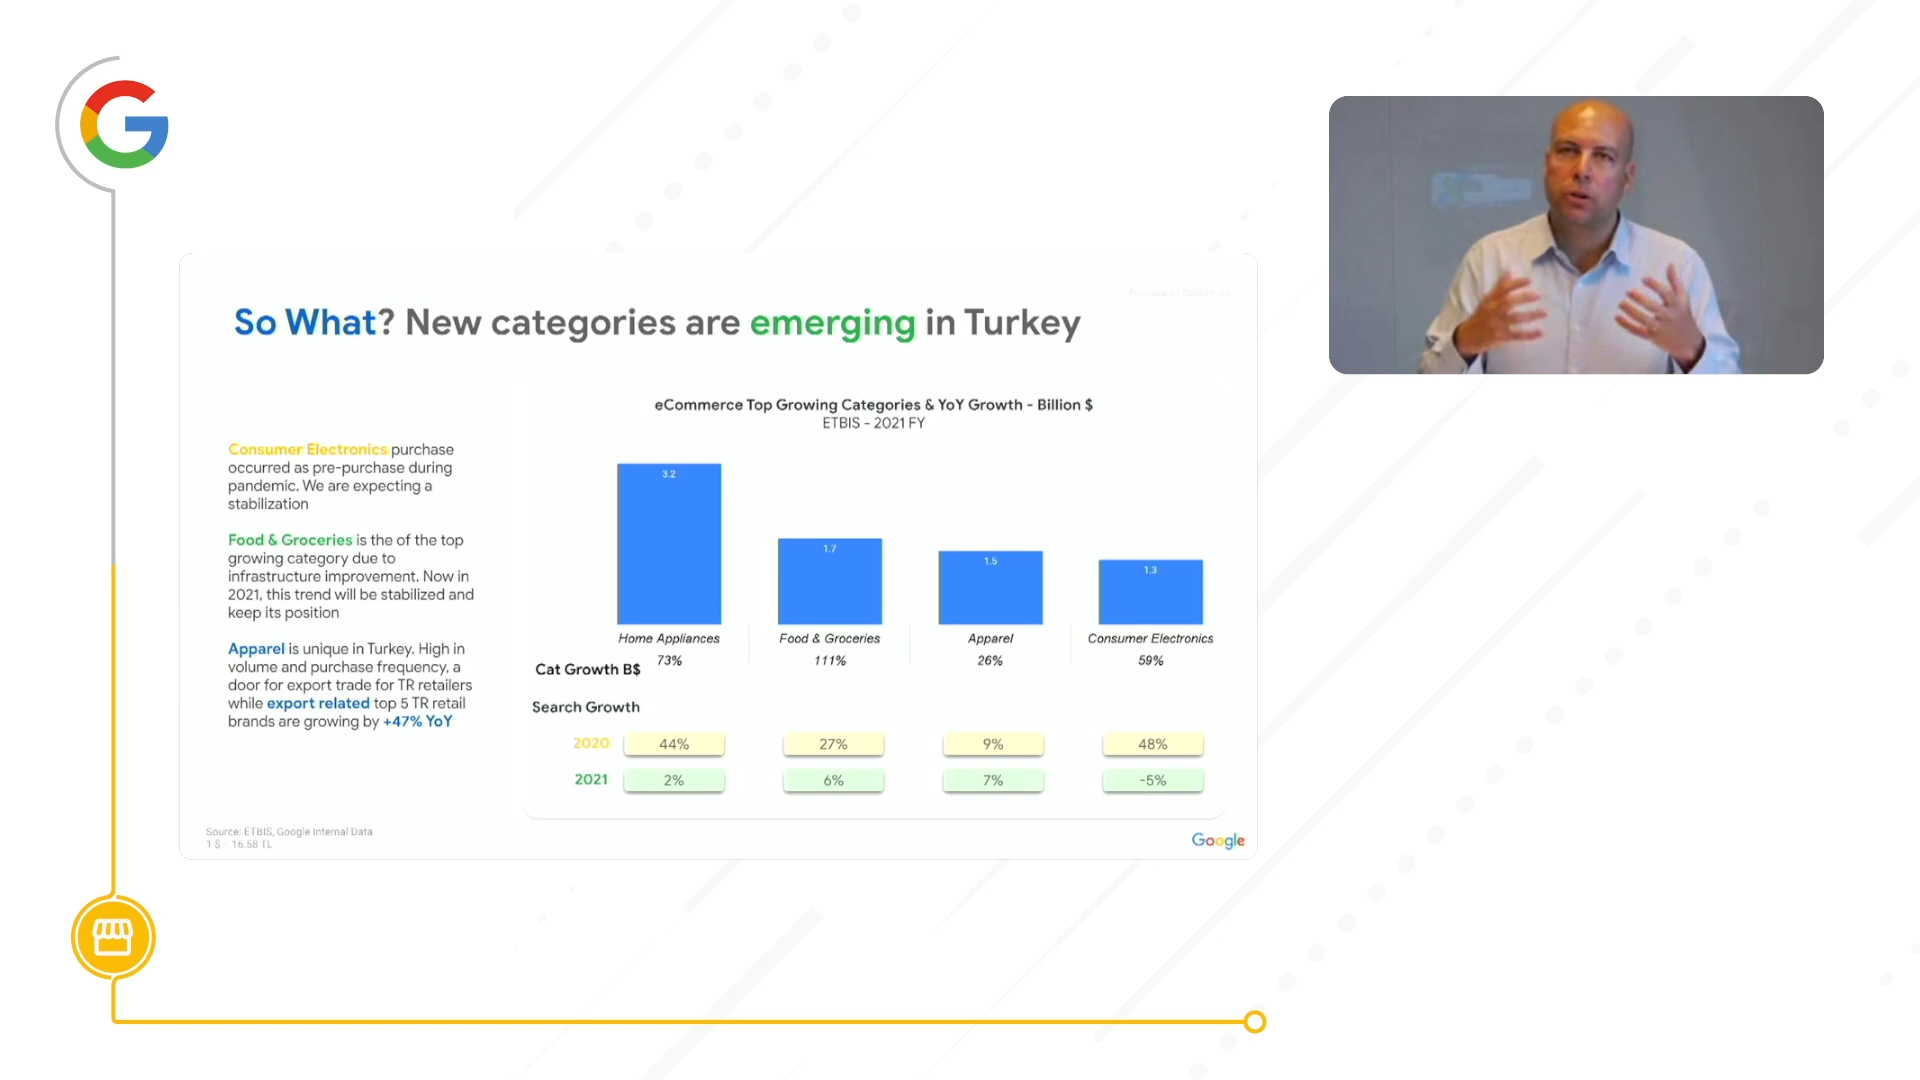 Proprietary + Confidential
So What? New categories are emerging in Turkey
eCommerce Top Growing Categories & YoY Growth - Billion $
ETBIS - 2021 FY
Consumer Electronics purchase
occurred as pre-purchase during
pandemic. We are expecting a
stabilization
Food & Groceries is the of the top
growing category due to
infrastructure improvement. Now in
2021, this trend will be stabilized and
keep its position
Apparel is unique in Turkey. High in
volume and purchase frequency, a
door for export trade for TR retailers
while export related top 5 TR retail
brands are growing by +47% YoY
3.2 1.7 1.5 1.3
Home Appliances Food & Groceries Apparel Consumer Electronics
Cat Growth B$ 73% 111% 26% 59%
Search Growth
2020 44% 27% 9% 48%
2021 2% 6% 7% -5%
Source: ETBIS, Google Internal Data
1 $ 16.58 TL
Google